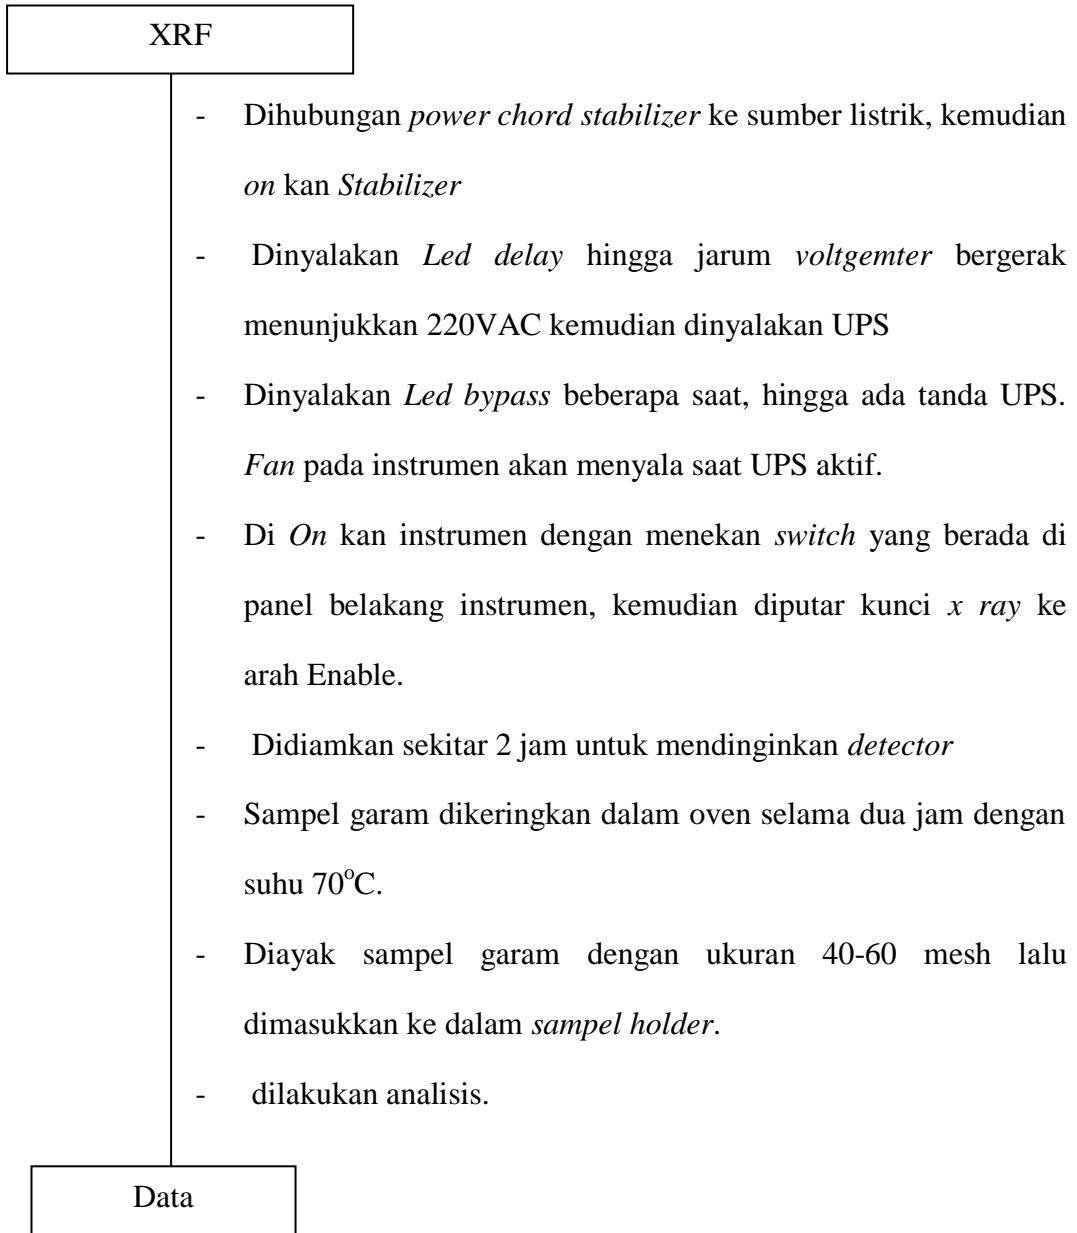 XRF
- Dihubungan power chord stabilizer ke sumber listrik, kemudian
on kan Stabilizer
- Dinyalakan Led delay hingga jarum voltgemter bergerak
menunjukkan 220VAC kemudian dinyalakan UPS
- Dinyalakan Led bypass beberapa saat, hingga ada tanda UPS.
Fan pada instrumen akan menyala saat UPS aktif.
- Di On kan instrumen dengan menekan switch yang berada di
panel belakang instrumen, kemudian diputar kunci x ray ke
arah Enable.
- Didiamkan sekitar 2 jam untuk mendinginkan detector
- Sampel garam dikeringkan dalam oven selama dua jam dengan
suhu 70°C.
- Diayak sampel garam dengan ukuran 40-60 mesh lalu
dimasukkan ke dalam sampel holder.
- dilakukan analisis.
Data